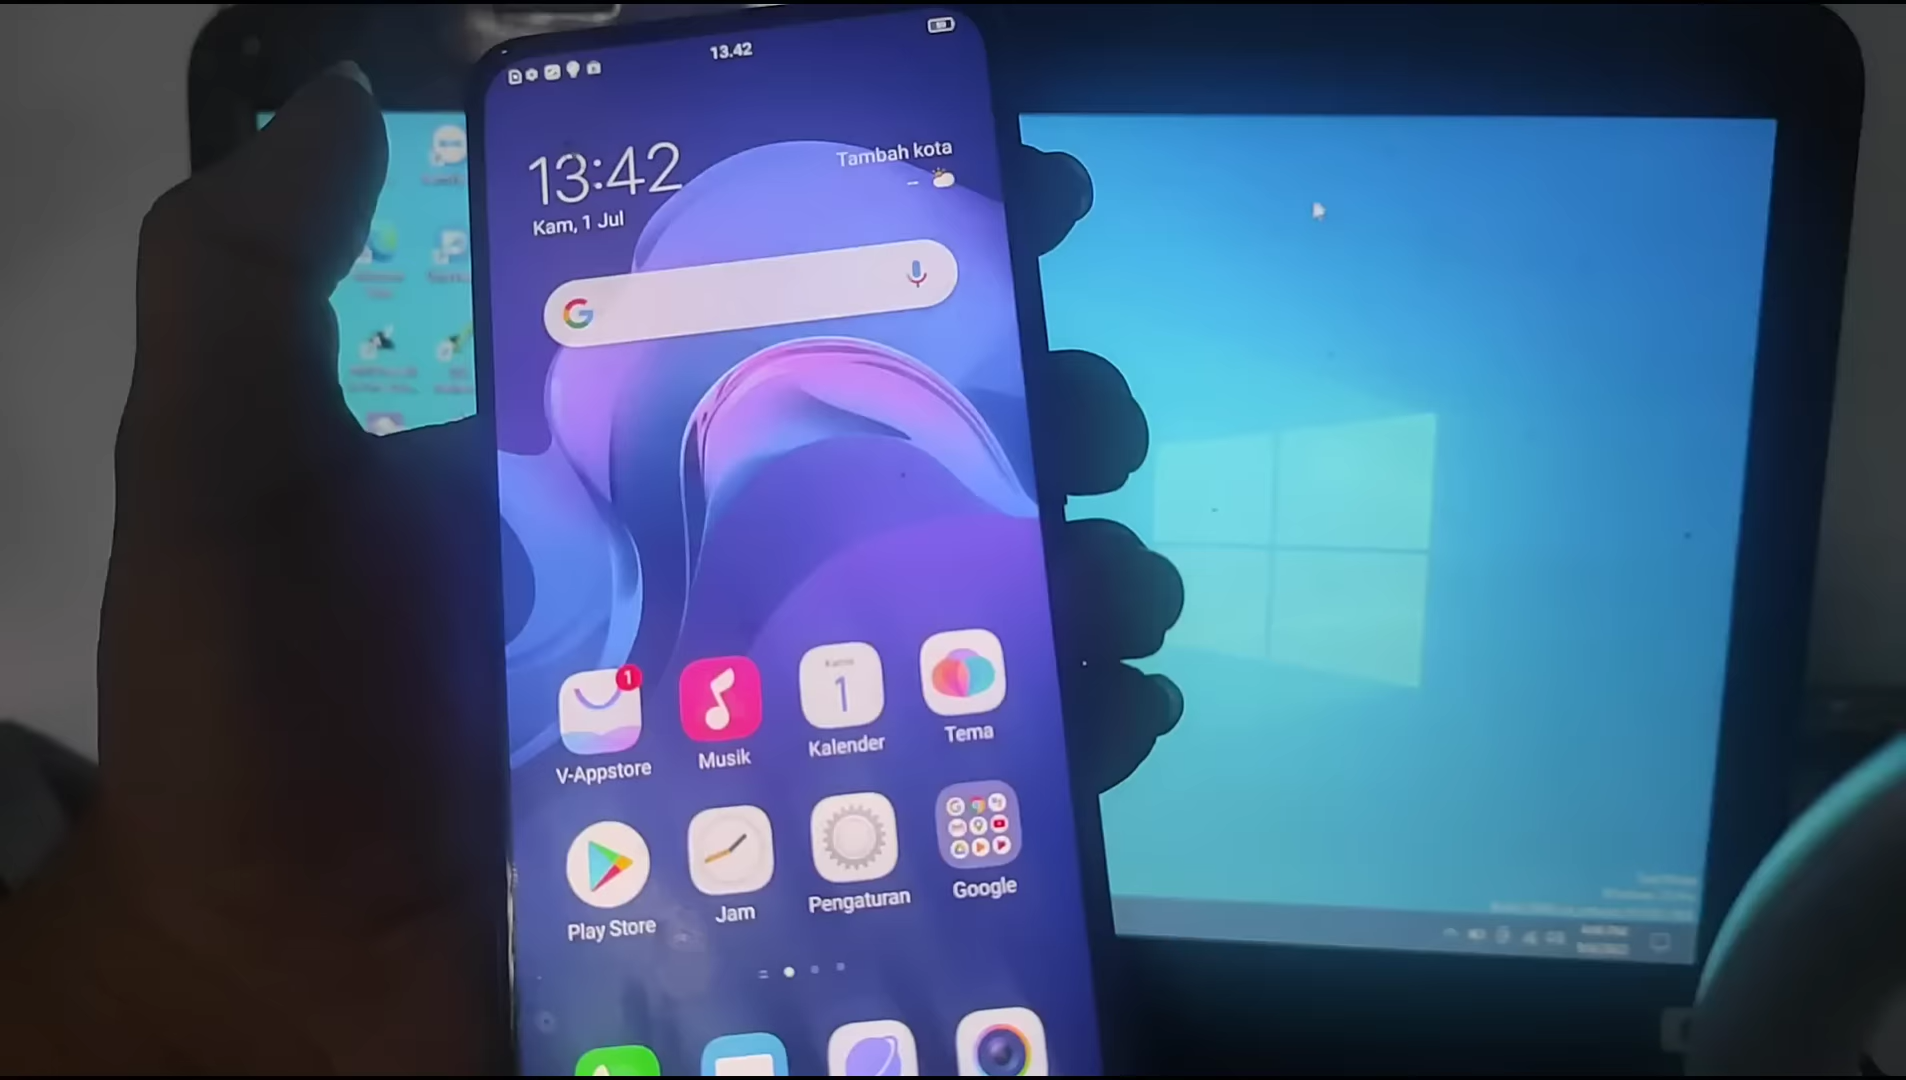 13.42
13:42
Kam, 1 Jul
Tambah kota
1
V-Appstore
Musik
1
Kalender
Tema
Play Store
Jam
Pengaturan
Google